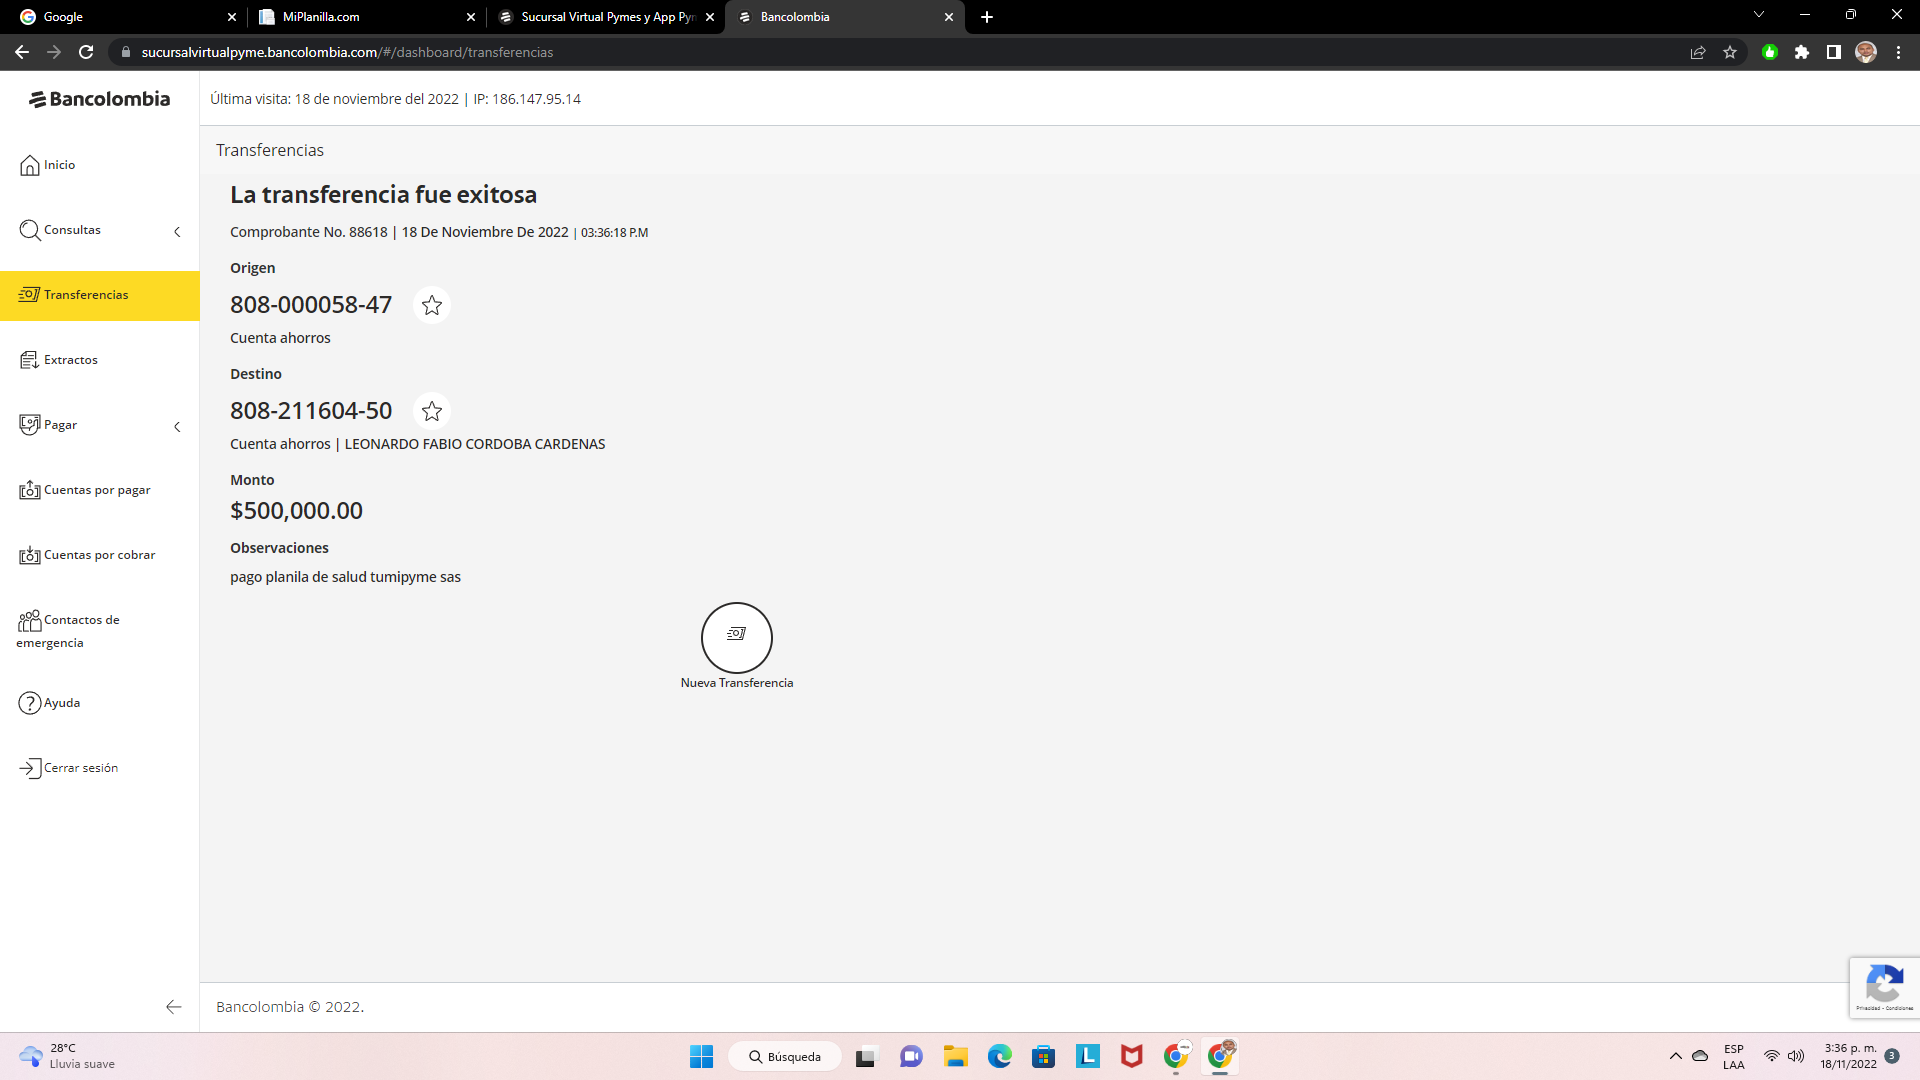 Google
MiPlanilla.com
Sucursal Virtual Pymes y App Pym
Bancolombia
sucursalvirtualpyme.bancolombia.com/#/dashboard/transferencias
Bancolombia
Última visita: 18 de noviembre del 2022 | IP: 186.147.95.14
Inicio
Consultas
Transferencias
Extractos
Pagar
Cuentas por pagar
Cuentas por cobrar
Contactos de
emergencia
Ayuda
Cerrar sesión
Transferencias
La transferencia fue exitosa
Comprobante No. 88618 | 18 De Noviembre De 2022 | 03:36:18 P.M
Origen
808-000058-47
Cuenta ahorros
Destino
808-211604-50
Cuenta ahorros | LEONARDO FABIO CORDOBA CARDENAS
Monto
$500,000.00
Observaciones
pago planila de salud tumipyme sas
Nueva Transferencia
Privacidad - Condiciones
Bancolombia © 2022.
28°C
Lluvia suave
Búsqueda
ESP
LAA
3:36 p. m.
18/11/2022
3